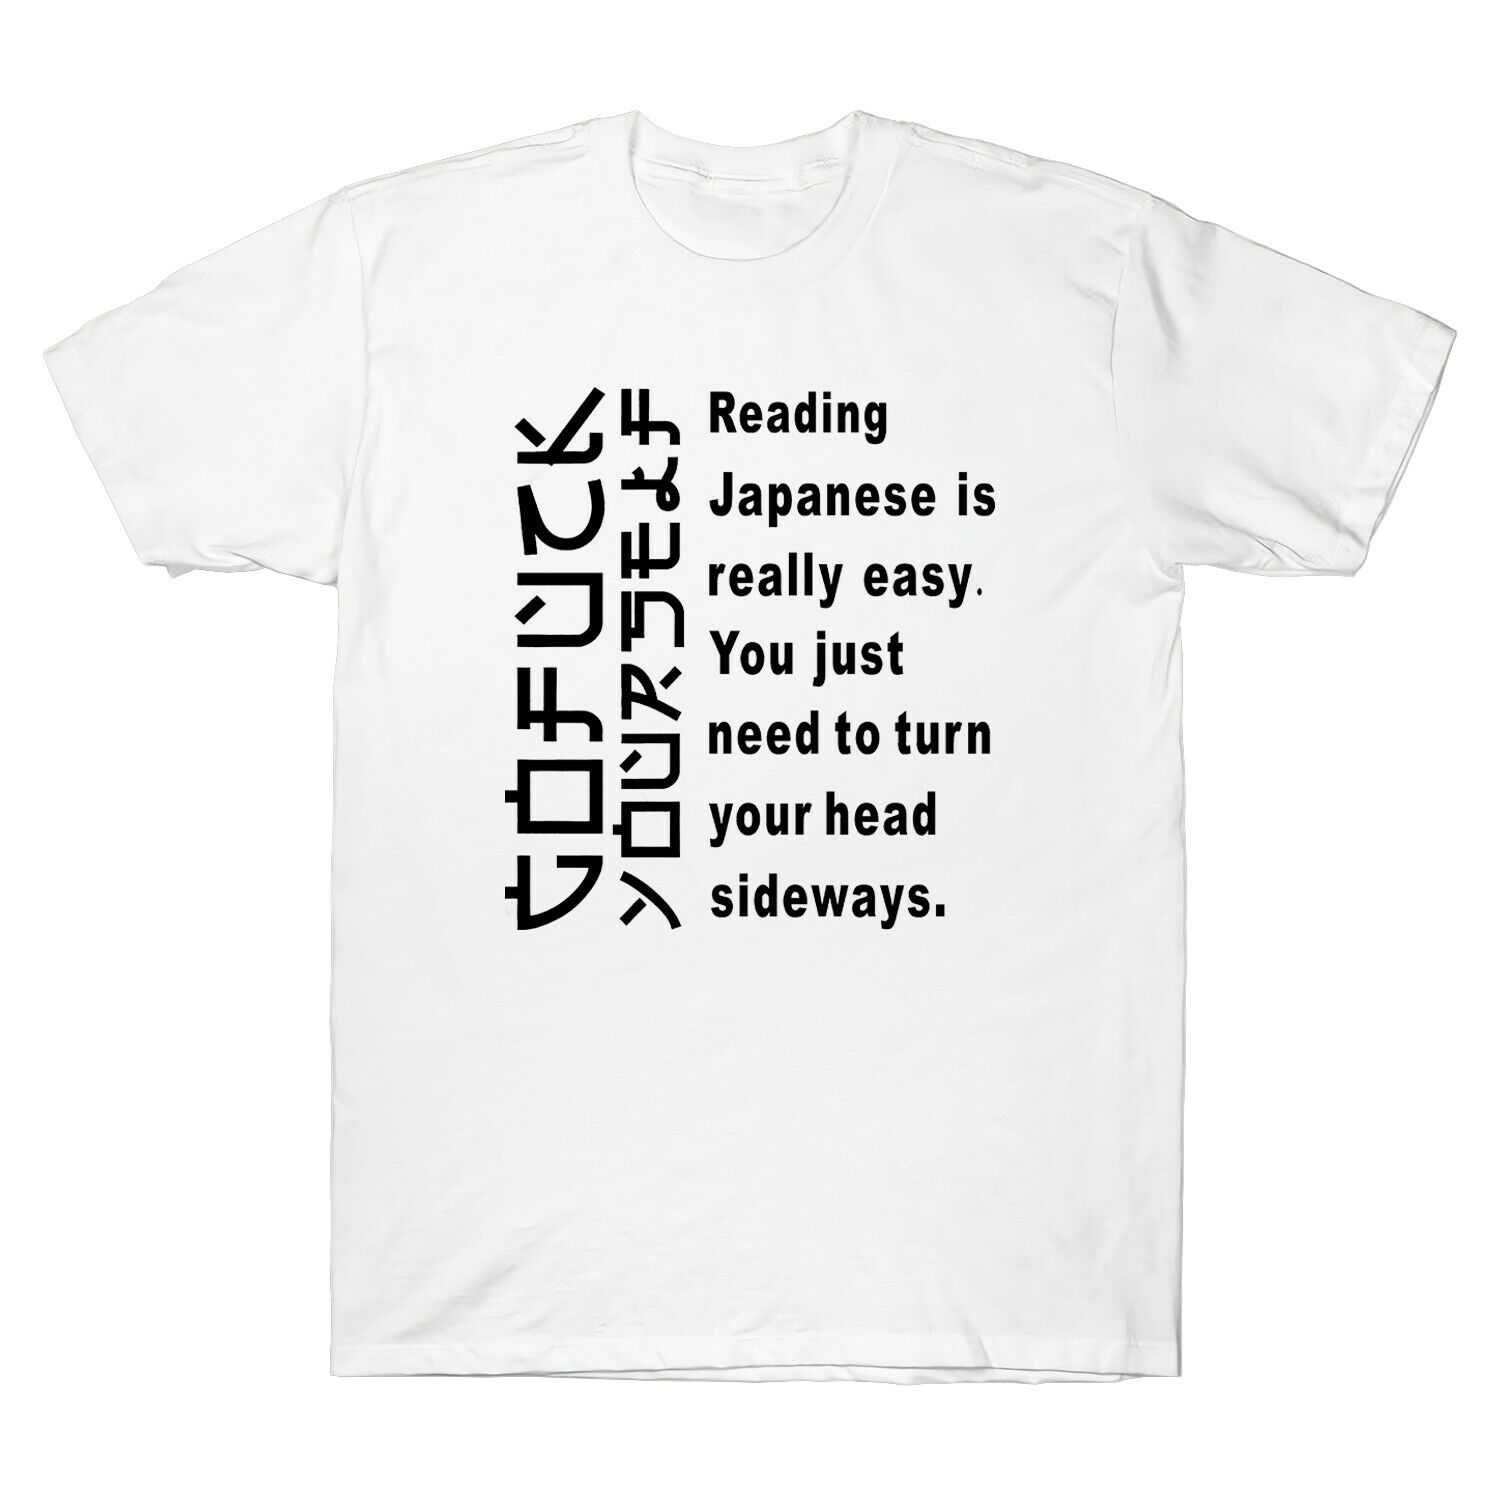 GO FUCK
YOURSELF
Reading
Japanese is
really easy.
You just
need to turn
your head
sideways.